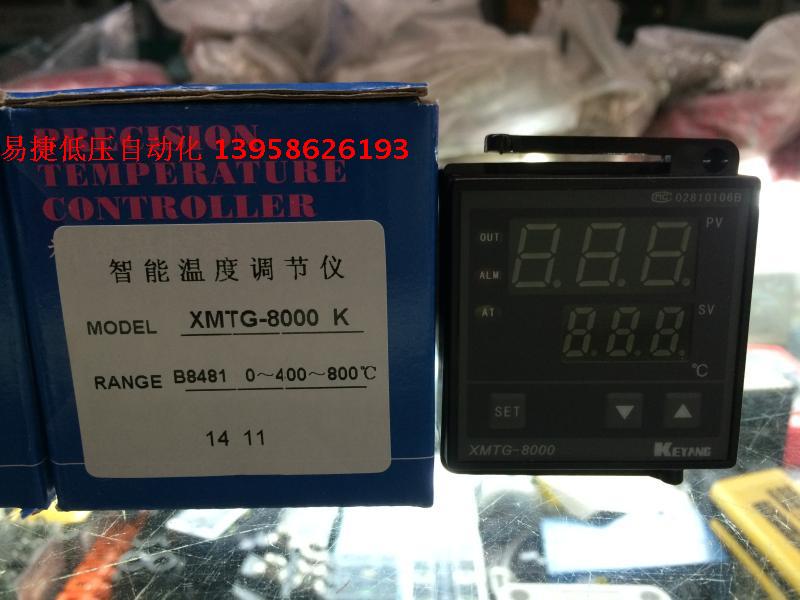 PRECISION
易捷低压自动化 13958626193
TEMPERATURE
CONTROLLER
智能温度调节仪
MODEL XMTG-8000 K
RANGE B8481 0～400～800℃
14 11
MC 02810106B
PV
OUT
ALM
AT
SV
℃
SET
XMTG-8000
KEYANG